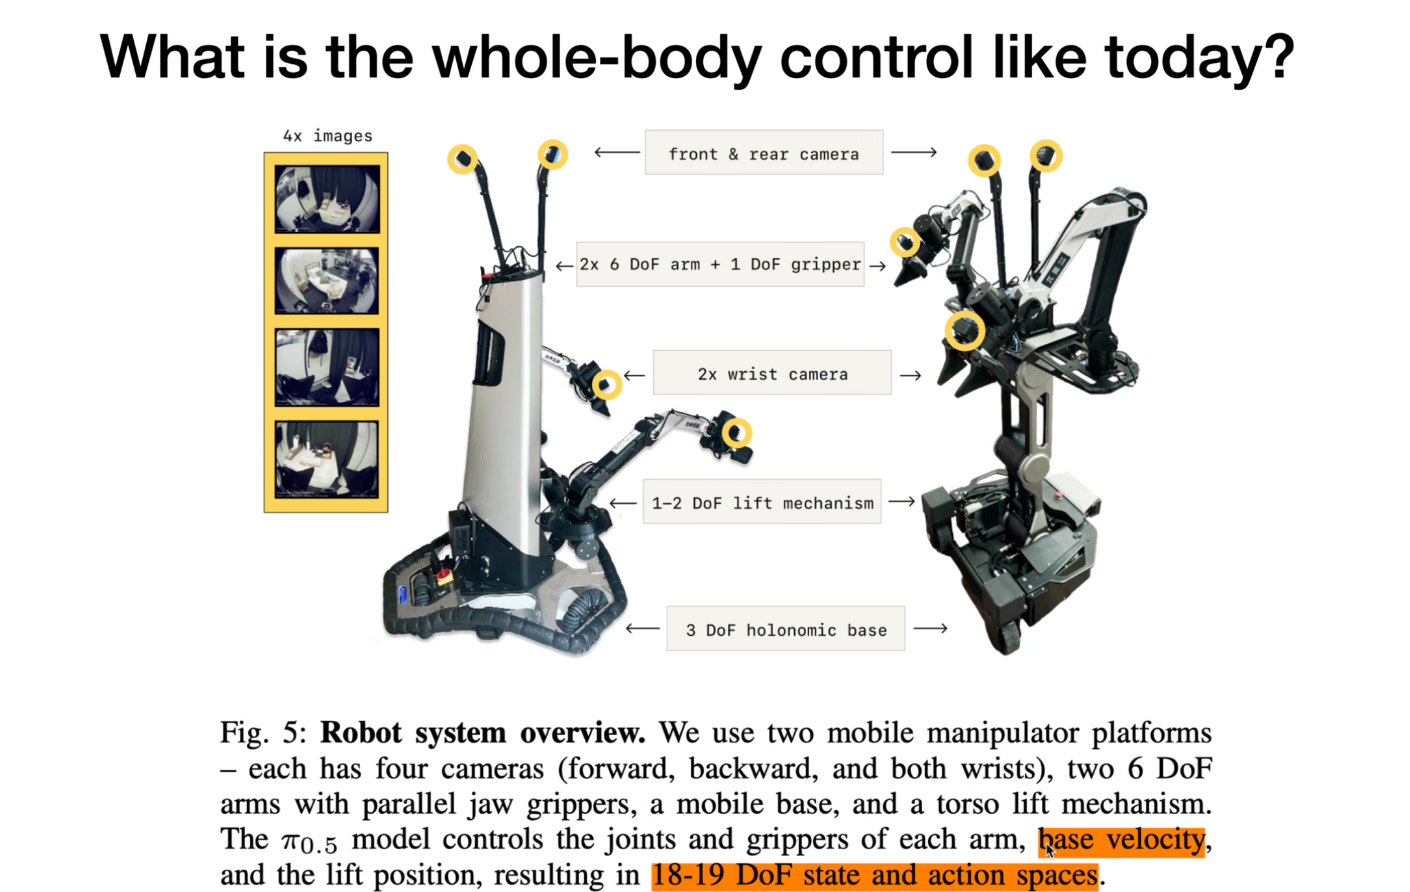 What is the whole-body control like today?
4x images
front & rear camera
2x 6 DoF arm + 1 DoF gripper
2x wrist camera
1–2 DoF lift mechanism
3 DoF holonomic base
Fig. 5: Robot system overview. We use two mobile manipulator platforms
– each has four cameras (forward, backward, and both wrists), two 6 DoF
arms with parallel jaw grippers, a mobile base, and a torso lift mechanism.
The π0.5 model controls the joints and grippers of each arm, base velocity,
and the lift position, resulting in 18-19 DoF state and action spaces.